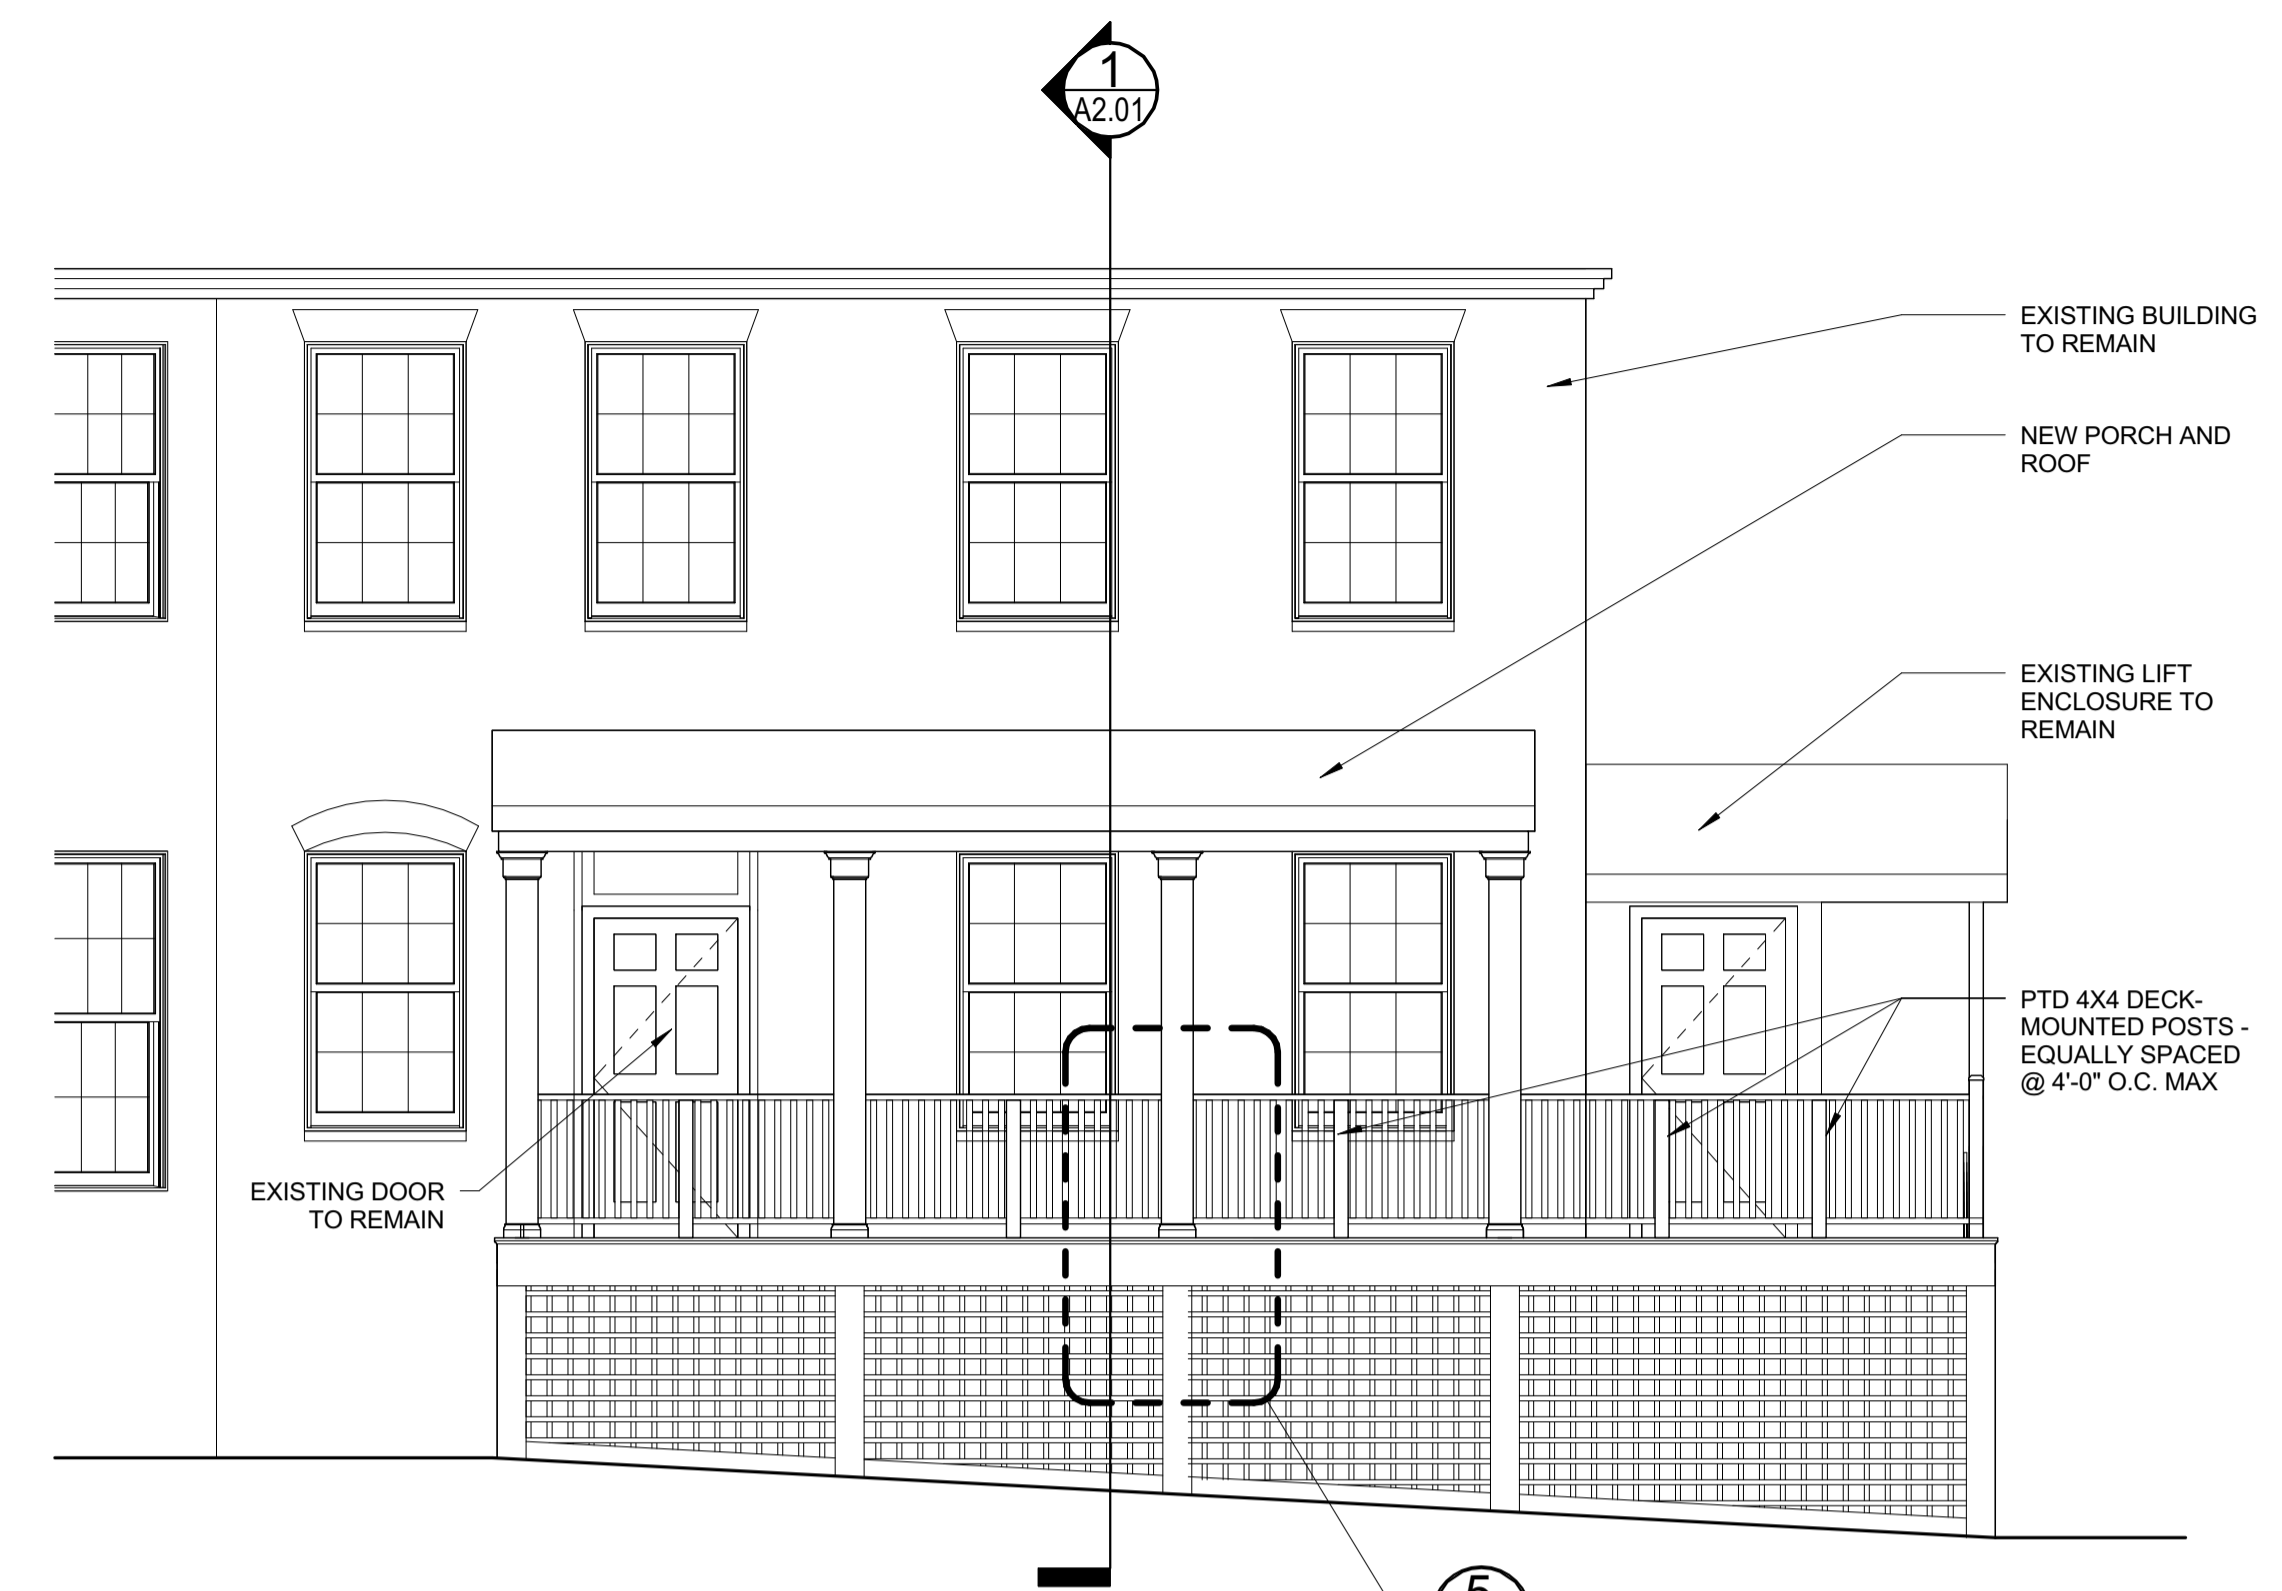 1
A2.01
EXISTING BUILDING
TO REMAIN
NEW PORCH AND
ROOF
EXISTING LIFT
ENCLOSURE TO
REMAIN
PTD 4X4 DECK-
MOUNTED POSTS -
EQUALLY SPACED
@ 4'-0" O.C. MAX
EXISTING DOOR
TO REMAIN
5